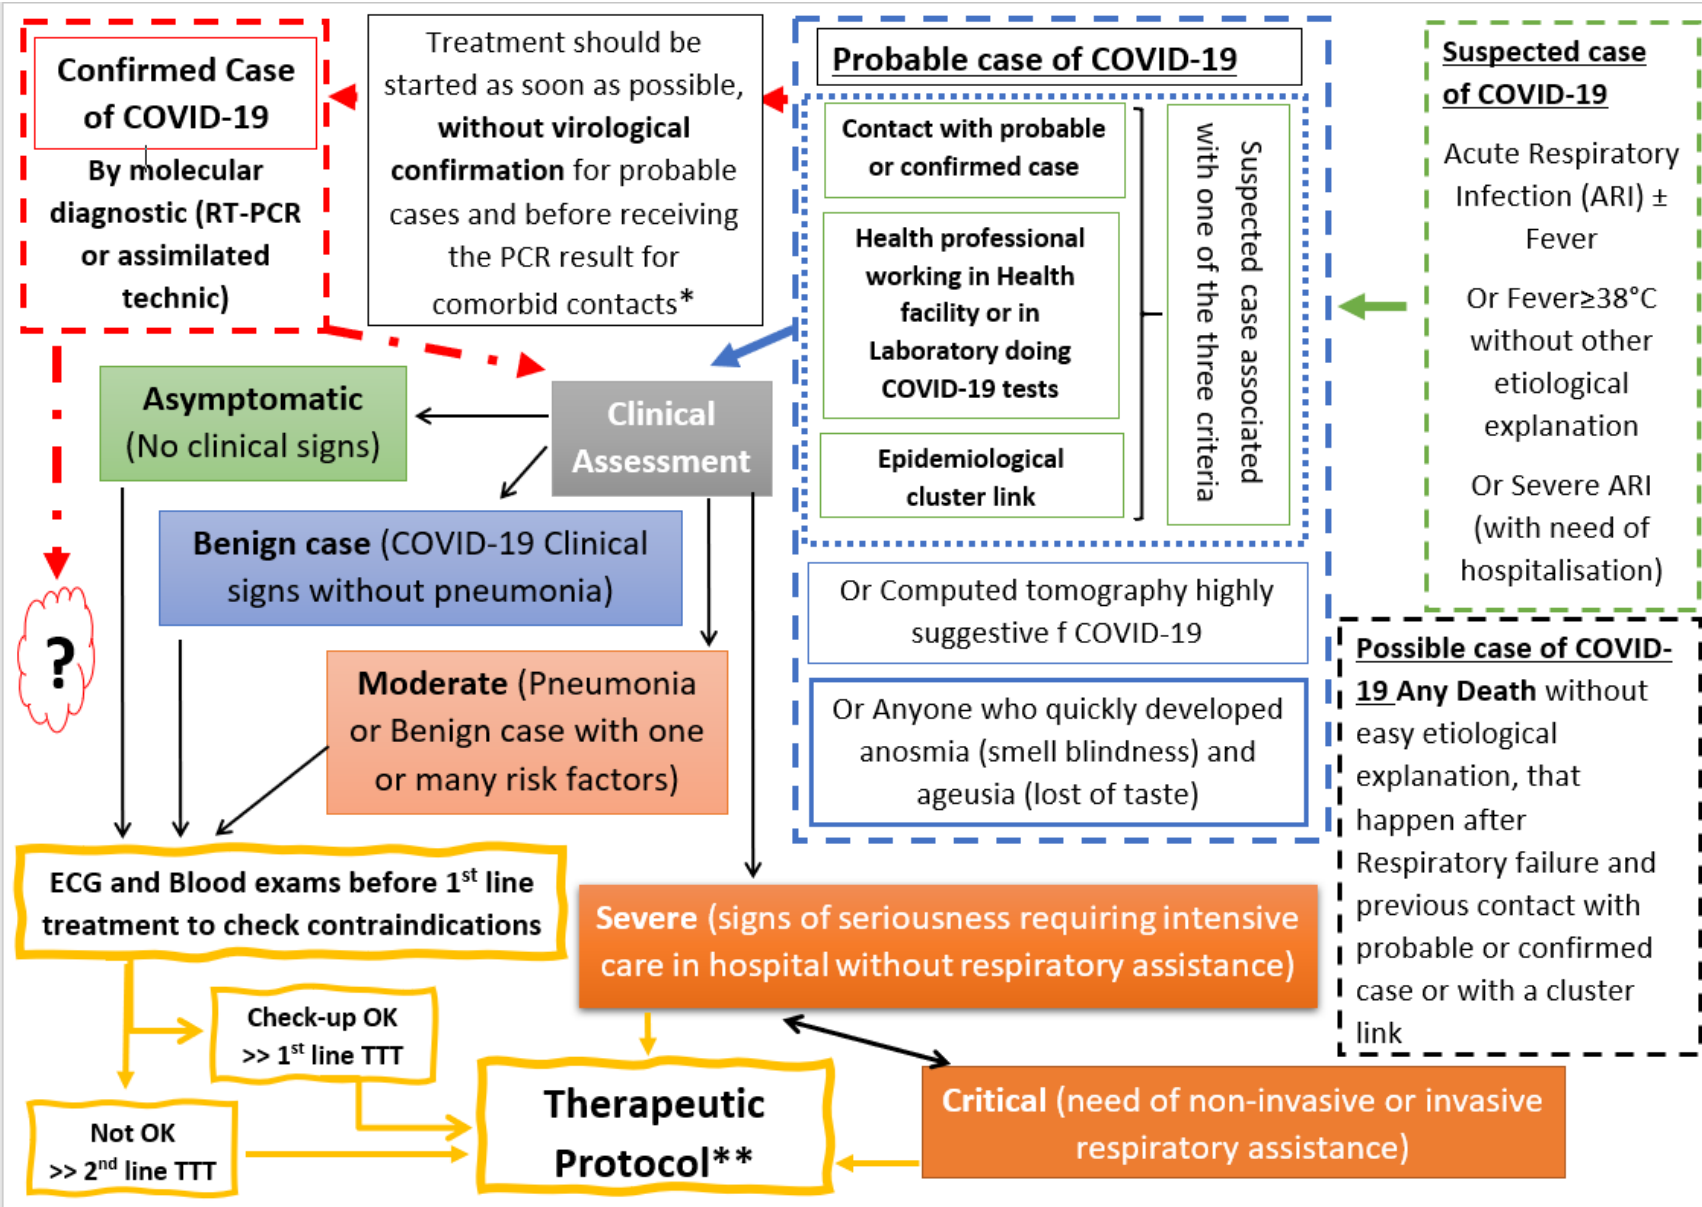 Confirmed Case
of COVID-19
By molecular
diagnostic (RT-PCR
or assimilated
technic)
Treatment should be
started as soon as possible,
without virological
confirmation for probable
cases and before receiving
the PCR result for
comorbid contacts*
Probable case of COVID-19
Contact with probable
or confirmed case
Health professional
working in Health
facility or in
Laboratory doing
COVID-19 tests
Epidemiological
cluster link
Suspected case associated
with one of the three criteria
Or Computed tomography highly
suggestive f COVID-19
Or Anyone who quickly developed
anosmia (smell blindness) and
ageusia (lost of taste)
Suspected case
of COVID-19
Acute Respiratory
Infection (ARI) ±
Fever
Or Fever≥38°C
without other
etiological
explanation
Or Severe ARI
(with need of
hospitalisation)
Possible case of COVID-
19 Any Death without
easy etiological
explanation, that
happen after
Respiratory failure and
previous contact with
probable or confirmed
case or with a cluster
link
Clinical
Assessment
Asymptomatic
(No clinical signs)
Benign case (COVID-19 Clinical
signs without pneumonia)
?
Moderate (Pneumonia
or Benign case with one
or many risk factors)
ECG and Blood exams before 1st line
treatment to check contraindications
Severe (signs of seriousness requiring intensive
care in hospital without respiratory assistance)
Check-up OK
>> 1st line TTT
Not OK
>> 2nd line TTT
Therapeutic
Protocol**
Critical (need of non-invasive or invasive
respiratory assistance)